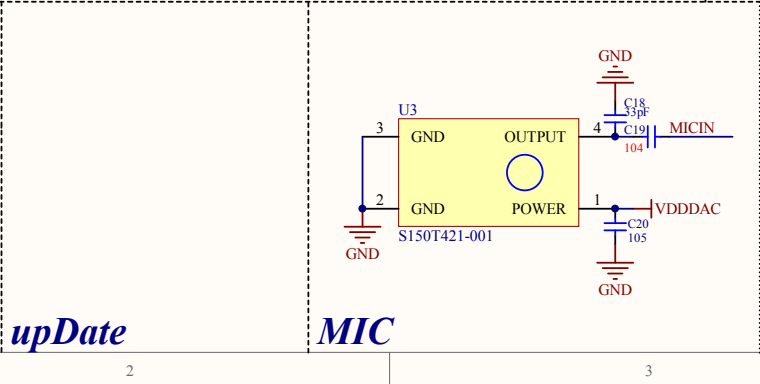 GND
U3
C18
33pF
3 GND OUTPUT 4 C19 MICIN
104
2 GND POWER 1 VDDDAC
C20
S150T421-001 105
GND
GND
upDate MIC
2 3